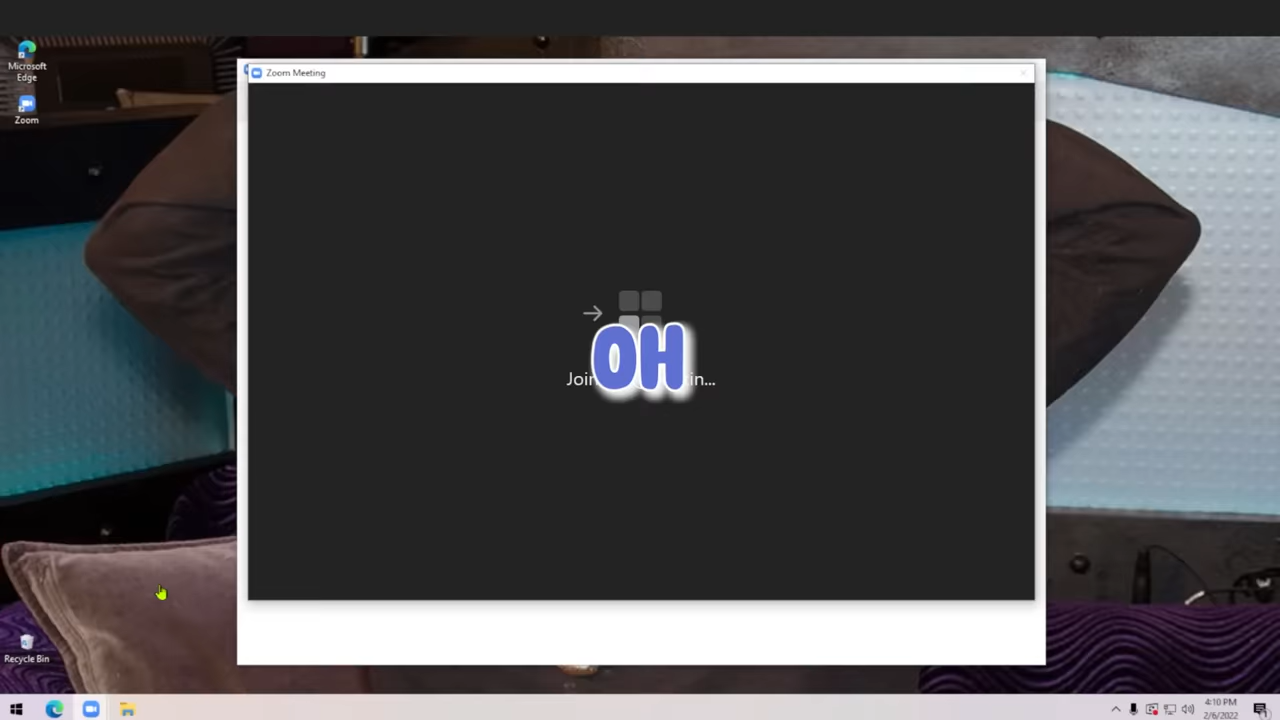 Microsoft
Edge
Zoom
Zoom Meeting
OH
Recycle Bin
4:10 PM
2/6/2022